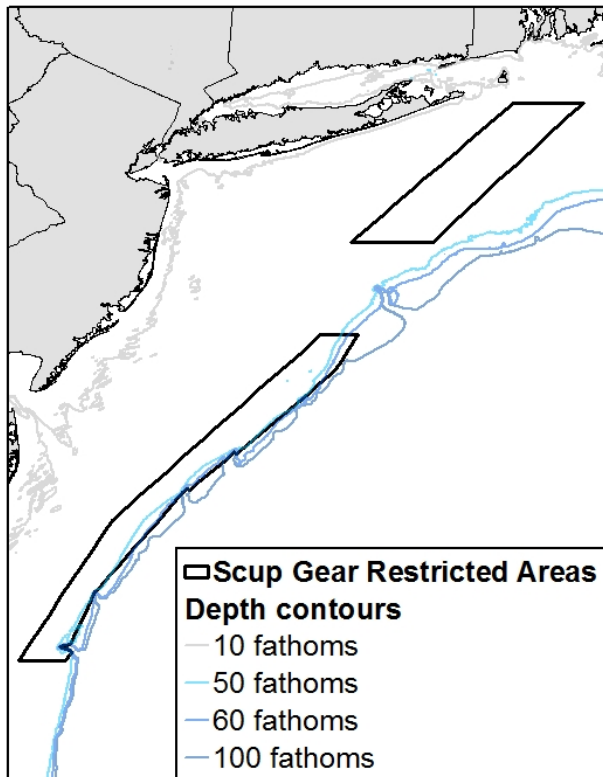 Scup Gear Restricted Areas
Depth contours
10 fathoms
50 fathoms
60 fathoms
100 fathoms